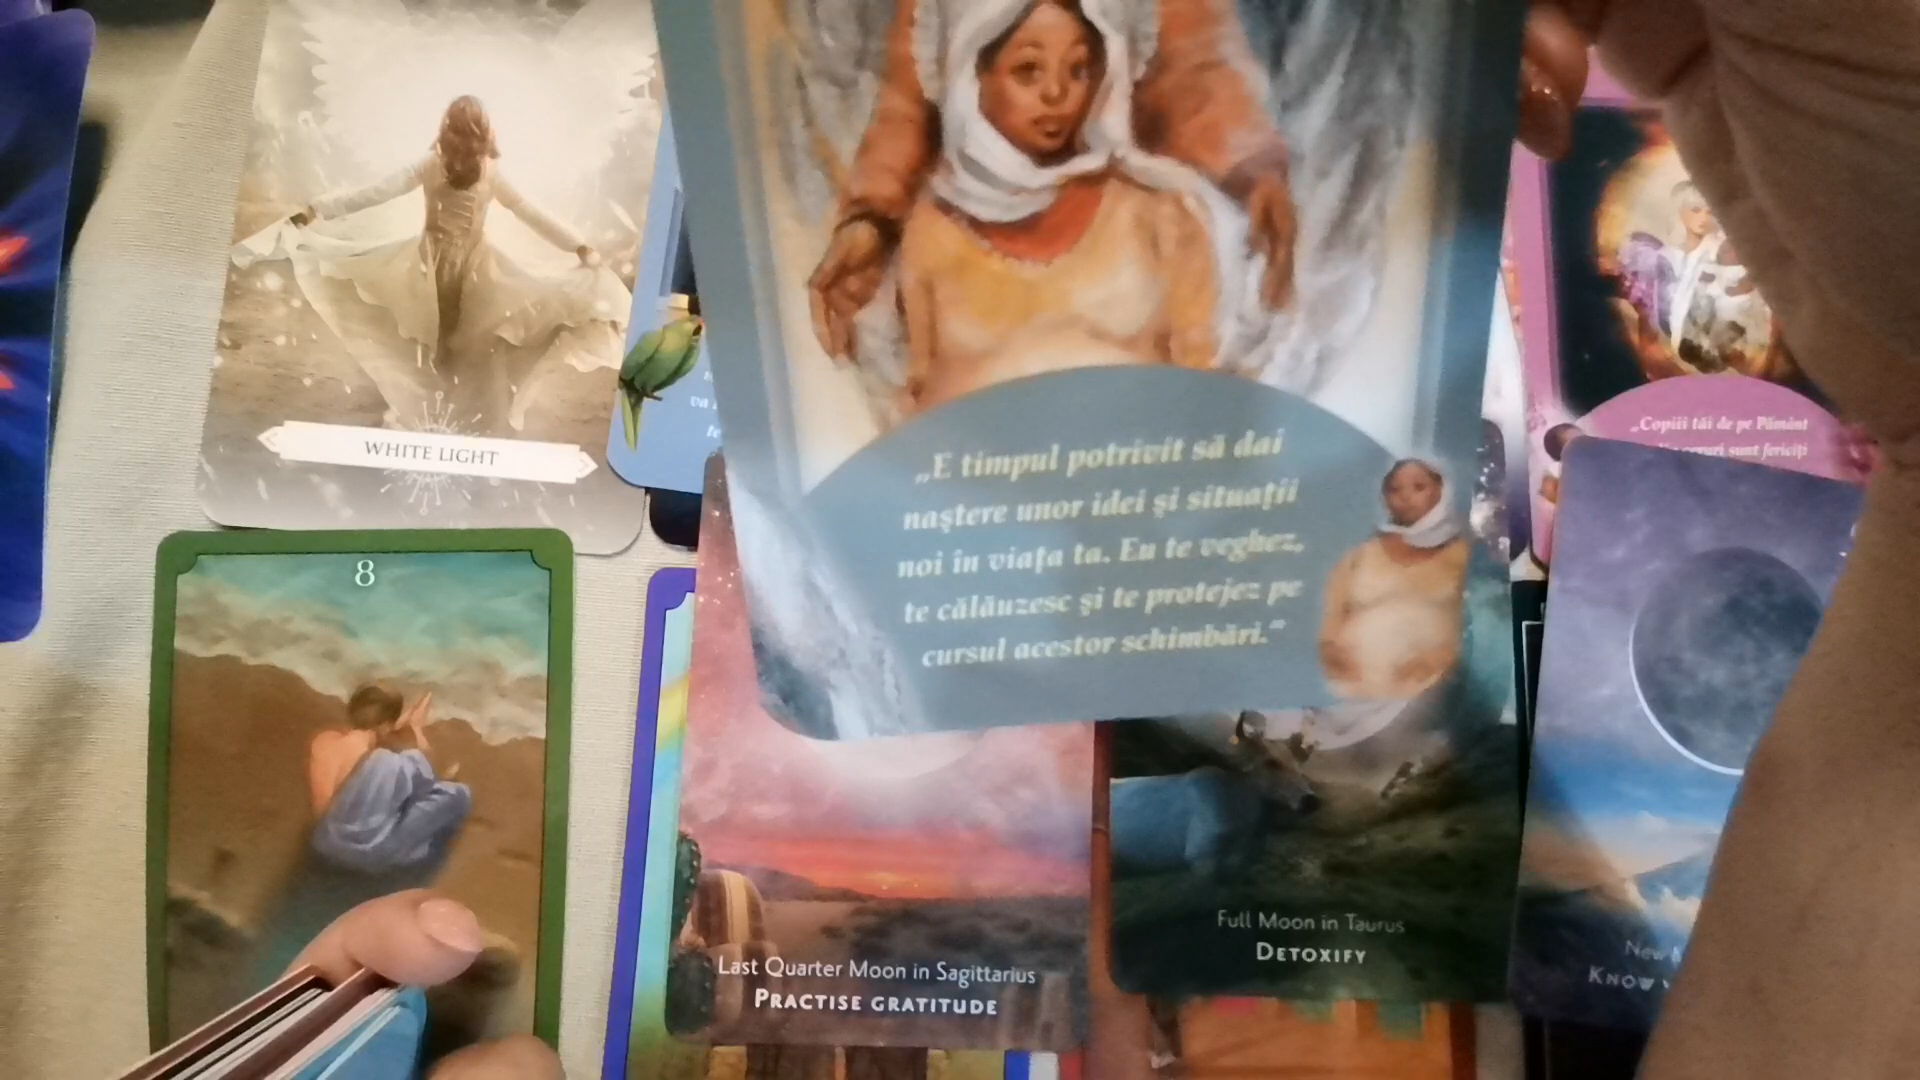 WHITE LIGHT
va
„E timpul potrivit să dai
naştere unor idei şi situaţii
noi în viaţa ta. Eu te veghez,
te călăuzesc şi te protejez pe
cursul acestor schimbări.”
„Copiii tăi de pe Pământ
sunt fericiţi
8
Last Quarter Moon in Sagittarius
PRACTISE GRATITUDE
Full Moon in Taurus
DETOXIFY
New
KNOW